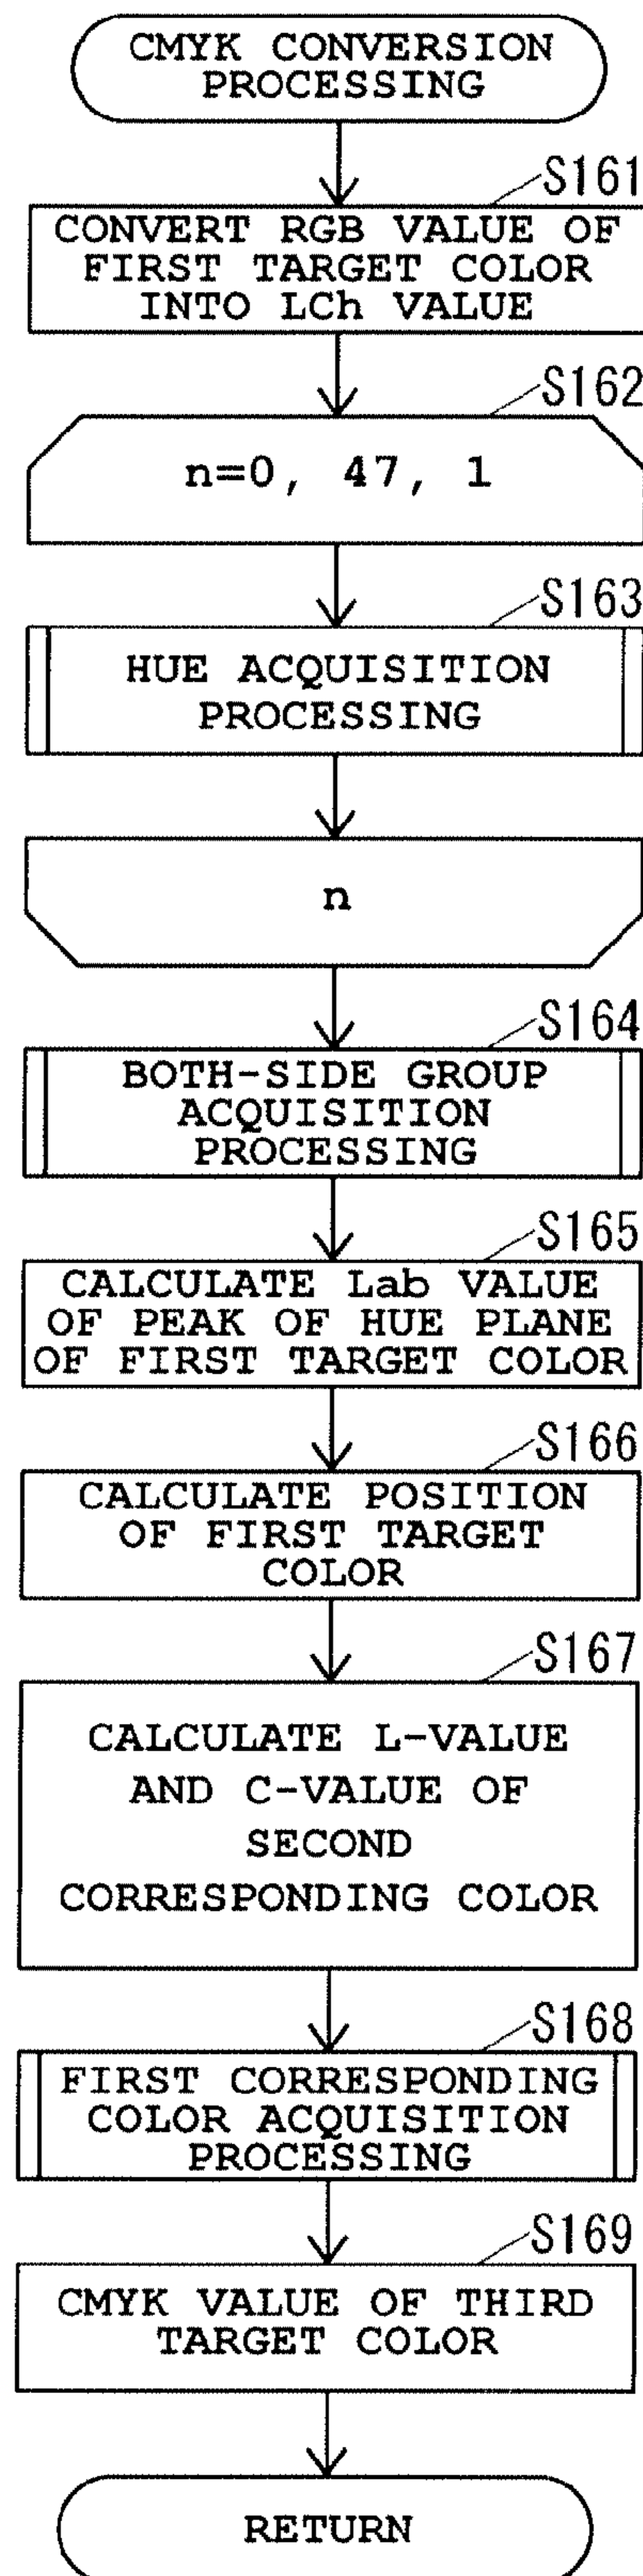 CMYK CONVERSION
PROCESSING
S161
CONVERT RGB VALUE OF
FIRST TARGET COLOR
INTO LCh VALUE
S162
n=0, 47, 1
S163
HUE ACQUISITION
PROCESSING
n
S164
BOTH-SIDE GROUP
ACQUISITION
PROCESSING
S165
CALCULATE Lab VALUE
OF PEAK OF HUE PLANE
OF FIRST TARGET COLOR
S166
CALCULATE POSITION
OF FIRST TARGET
COLOR
S167
CALCULATE L-VALUE
AND C-VALUE OF
SECOND
CORRESPONDING COLOR
S168
FIRST CORRESPONDING
COLOR ACQUISITION
PROCESSING
S169
CMYK VALUE OF THIRD
TARGET COLOR
RETURN